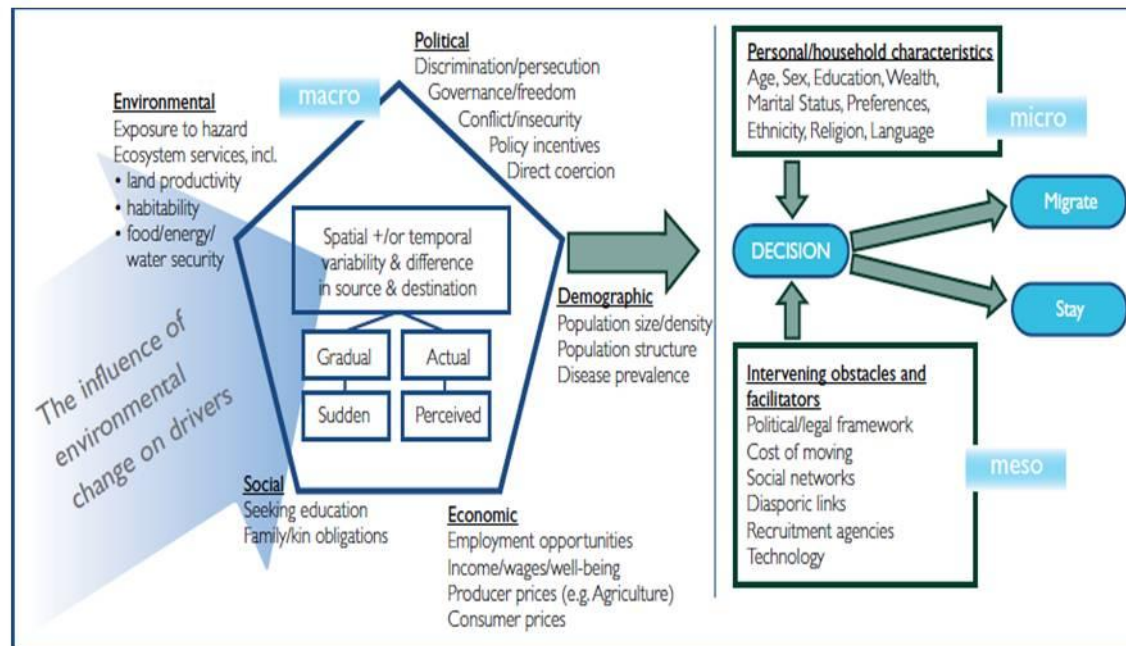 Political
Discrimination/persecution
Governance/freedom
Conflict/insecurity
Policy incentives
Direct coercion
macro
Environmental
Exposure to hazard
Ecosystem services, incl.
• land productivity
• habitability
• food/energy/
water security
Spatial +/or temporal
variability & difference
in source & destination
Gradual
Actual
Sudden
Perceived
The influence of
environmental
change on drivers
Demographic
Population size/density
Population structure
Disease prevalence
Social
Seeking education
Family/kin obligations
Economic
Employment opportunities
Income/wages/well-being
Producer prices (e.g. Agriculture)
Consumer prices
Personal/household characteristics
Age, Sex, Education, Wealth,
Marital Status, Preferences,
Ethnicity, Religion, Language
micro
DECISION
Migrate
Stay
Intervening obstacles and
facilitators
Political/legal framework
Cost of moving
Social networks
Diasporic links
Recruitment agencies
Technology
meso